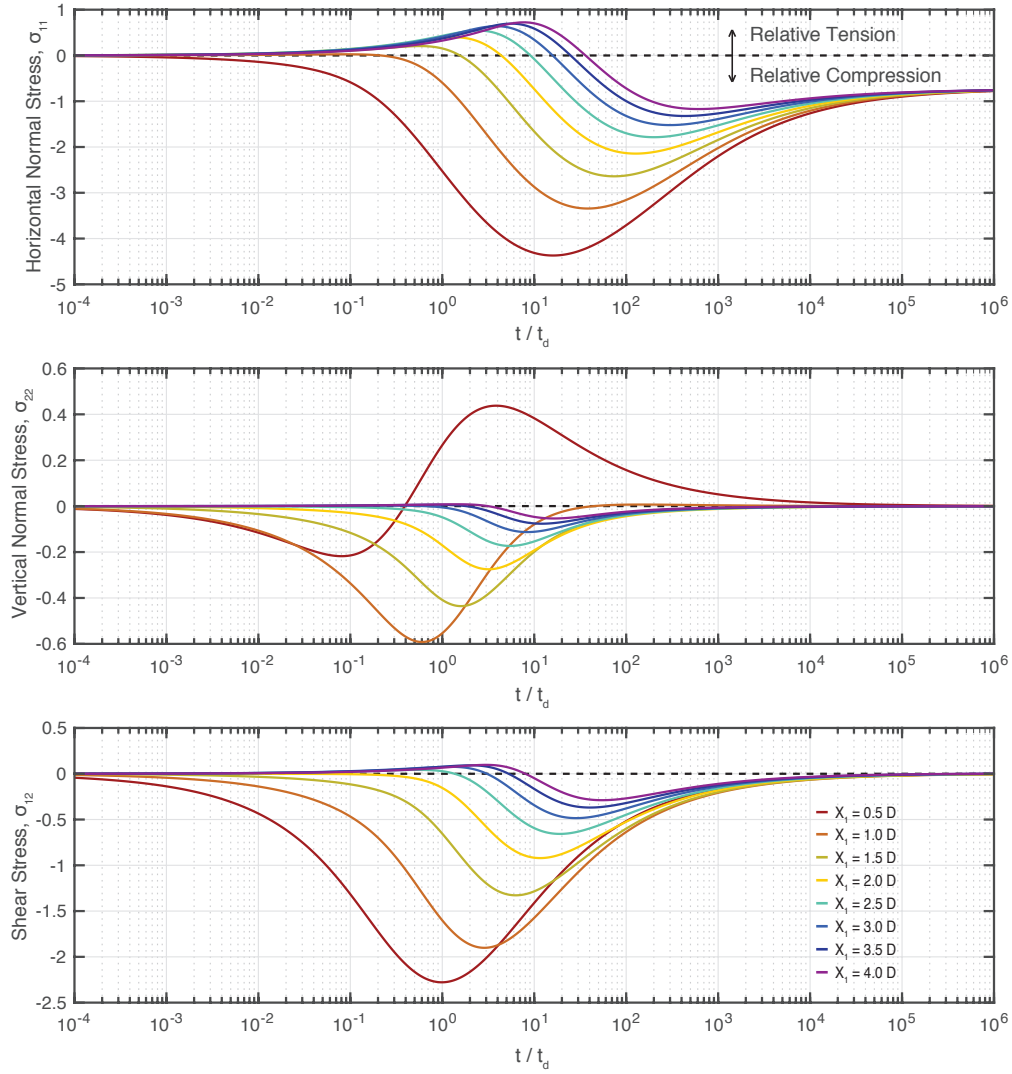 1
0
-1
-2
-3
-4
-5
Horizontal Normal Stress, σ11
Relative Tension
Relative Compression
10-4 10-3 10-2 10-1 100 101 102 103 104 105 106
t / td
0.6
0.4
0.2
0
-0.2
-0.4
-0.6
Vertical Normal Stress, σ22
10-4 10-3 10-2 10-1 100 101 102 103 104 105 106
t / td
0.5
0
-0.5
-1
-1.5
-2
-2.5
Shear Stress, σ12
X1 = 0.5 D
X1 = 1.0 D
X1 = 1.5 D
X1 = 2.0 D
X1 = 2.5 D
X1 = 3.0 D
X1 = 3.5 D
X1 = 4.0 D
10-4 10-3 10-2 10-1 100 101 102 103 104 105 106
t / td